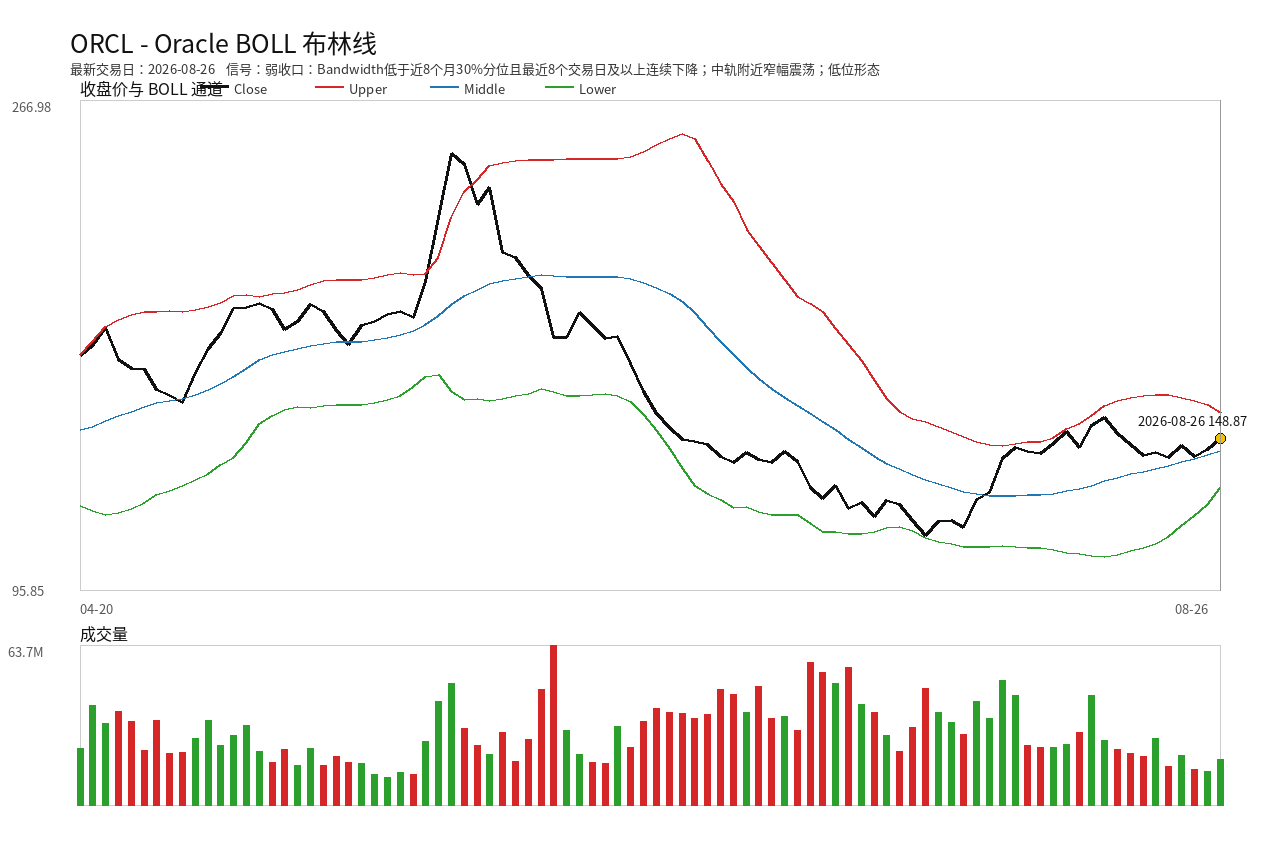 ORCL - Oracle BOLL 布林线
最新交易日：2026-08-26 信号：弱收口：Bandwidth低于近8个月30%分位且最近8个交易日及以上连续下降；中轨附近窄幅震荡；低位形态
收盘价与 BOLL 通道 Close Upper Middle Lower
266.98
2026-08-26 148.87
95.85
04-20 08-26
成交量
63.7M